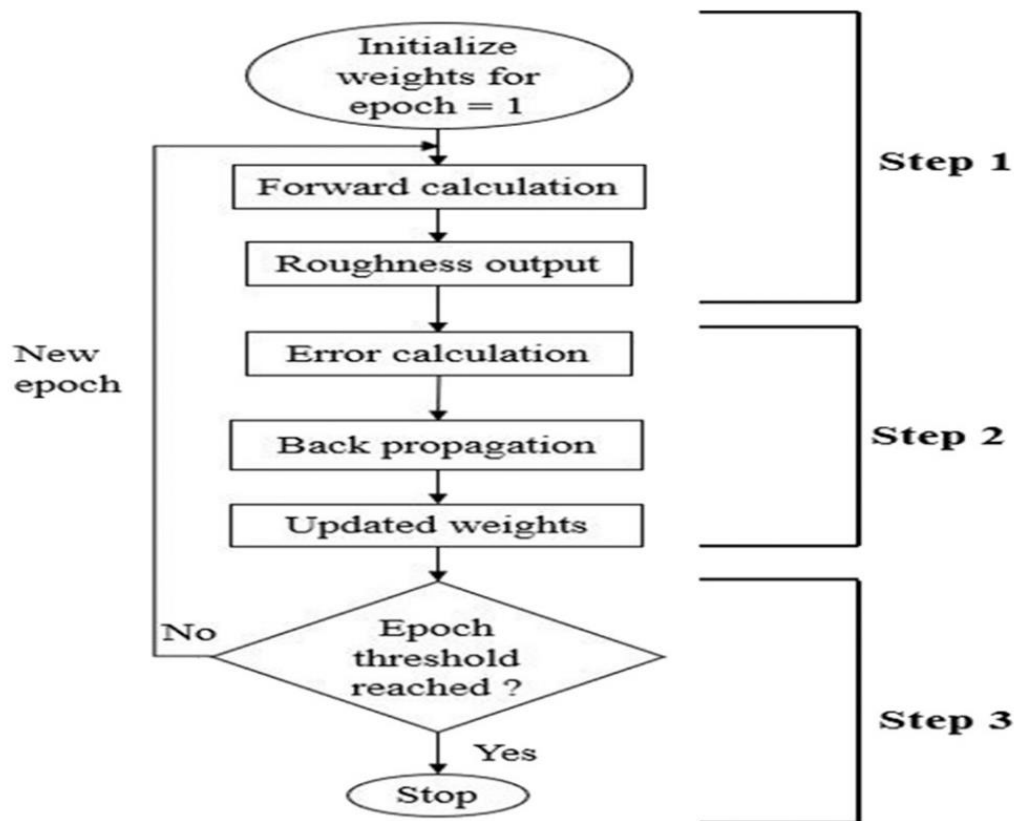 Initialize
weights for
epoch = 1
Forward calculation
Step 1
Roughness output
Error calculation
New
epoch
Back propagation
Step 2
Updated weights
No
Epoch
threshold
reached ?
Step 3
Yes
Stop